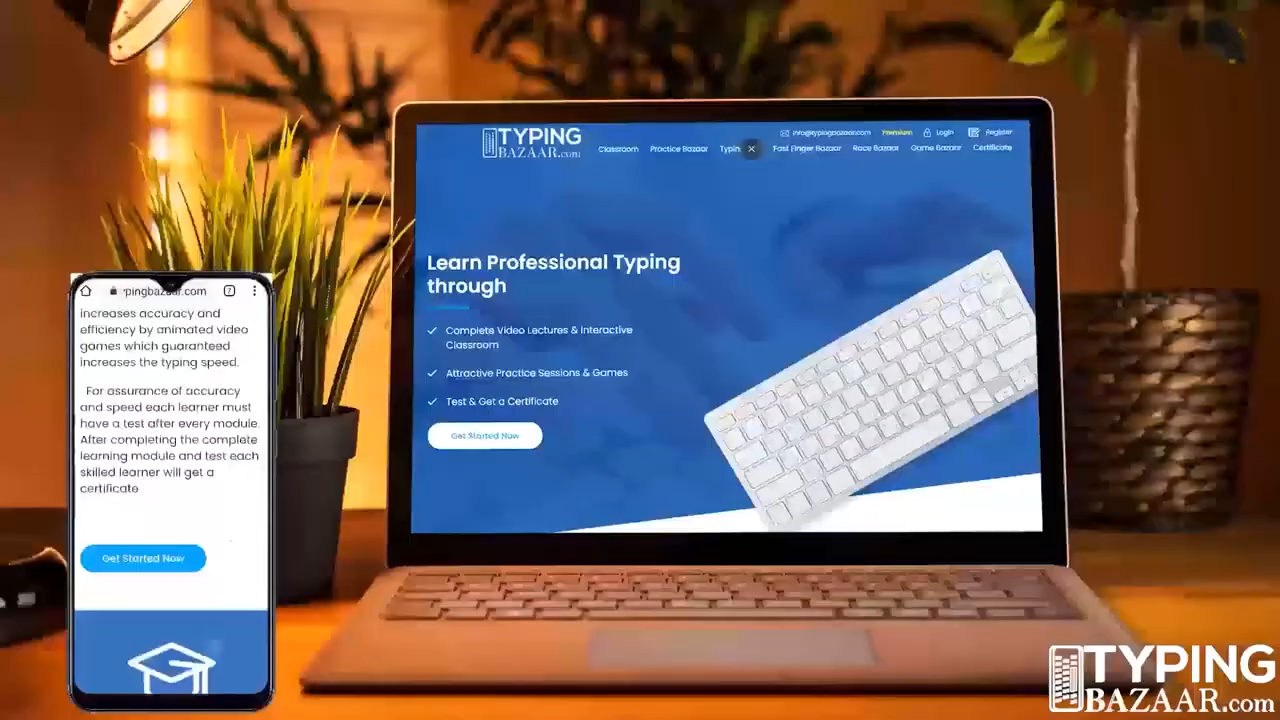 TYPING
BAZAAR.com
info@typingbazaar.com Premium Login Register
Classroom Practice Bazaar Typin Fast Finger Bazaar Race Bazaar Game Bazaar Certificate
Learn Professional Typing
through
Complete Video Lectures & Interactive
Classroom
Attractive Practice Sessions & Games
Test & Get a Certificate
Get Started Now
pingbazaar.com 7
increases accuracy and
efficiency by animated video
games which guaranteed
increases the typing speed.
For assurance of accuracy
and speed each learner must
have a test after every module.
After completing the complete
learning module and test each
skilled learner will get a
certificate
Get Started Now
TYPING
BAZAAR.com